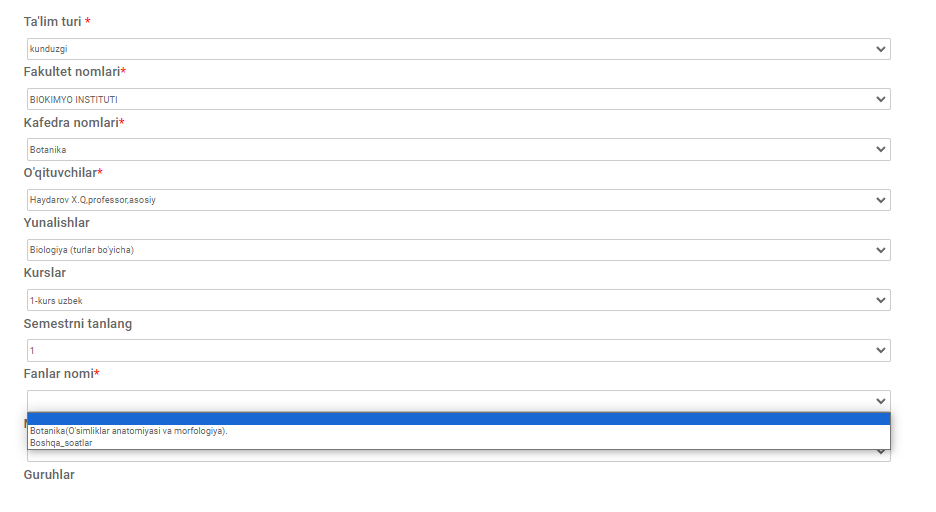 Ta'lim turi *
kunduzgi
Fakultet nomlari*
BIOKIMYO INSTITUTI
Kafedra nomlari*
Botanika
O'qituvchilar*
Haydarov X.Q,professor,asosiy
Yunalishlar
Biologiya (turlar bo'yicha)
Kurslar
1-kurs uzbek
Semestrni tanlang
1
Fanlar nomi*
Botanika(O'simliklar anatomiyasi va morfologiya).
Boshqa_soatlar
Guruhlar